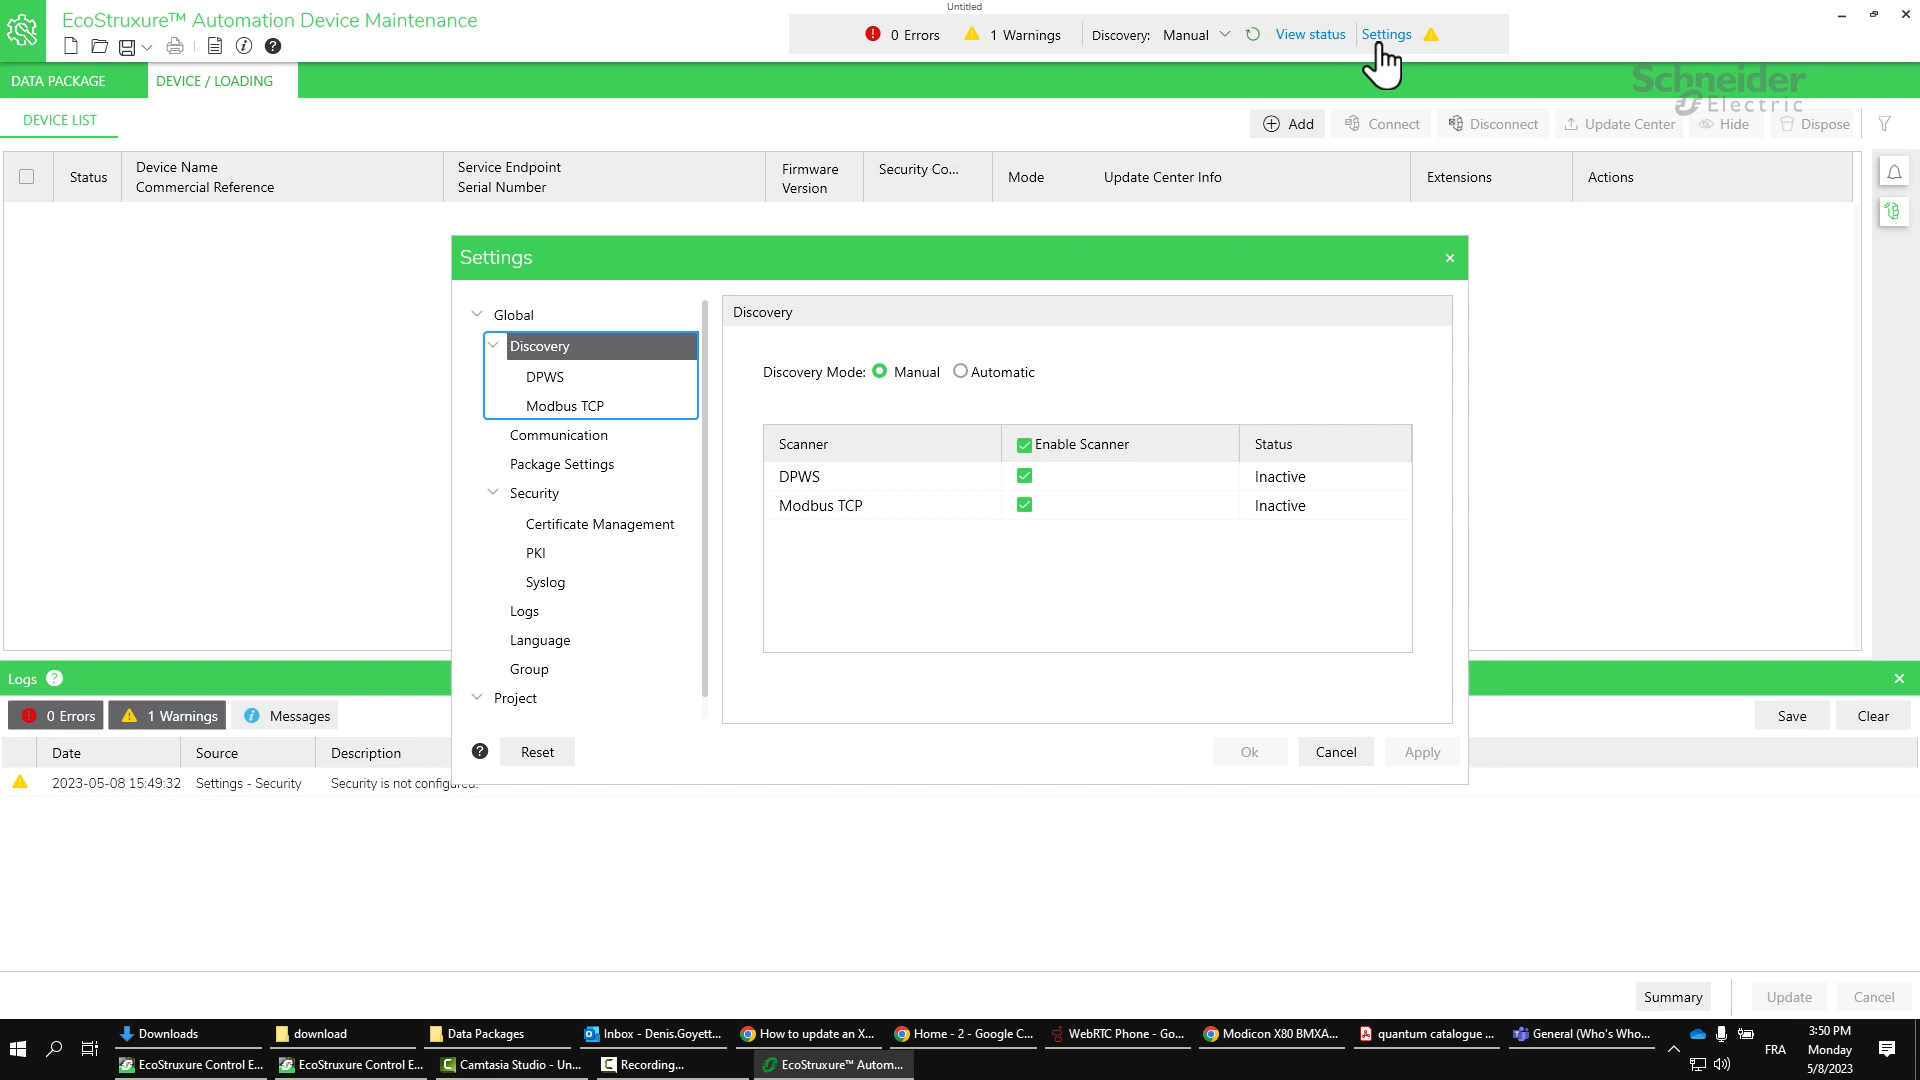 Untitled
EcoStruxure™ Automation Device Maintenance
0 Errors 1 Warnings Discovery: Manual View status Settings
DATA PACKAGE DEVICE / LOADING
Schneider Electric
DEVICE LIST
Add Connect Disconnect Update Center Hide Dispose
Status Device Name Commercial Reference Service Endpoint Serial Number Firmware Version Security Co... Mode Update Center Info Extensions Actions
Settings
Global
Discovery
DPWS
Modbus TCP
Communication
Package Settings
Security
Certificate Management
PKI
Syslog
Logs
Language
Group
Project
Discovery
Discovery Mode: Manual Automatic
Scanner Enable Scanner Status
DPWS Inactive
Modbus TCP Inactive
? Reset Ok Cancel Apply
Logs ?
0 Errors 1 Warnings Messages Save Clear
Date Source Description
2023-05-08 15:49:32 Settings - Security Security is not configured.
Summary Update Cancel
Downloads download Data Packages Inbox - Denis.Goyett... How to update an X... Home - 2 - Google C... WebRTC Phone - Go... Modicon X80 BMXA... quantum catalogue ... General (Who's Who...
EcoStruxure Control E... EcoStruxure Control E... Camtasia Studio - Un... Recording... EcoStruxure™ Autom...
FRA
3:50 PM
Monday
5/8/2023